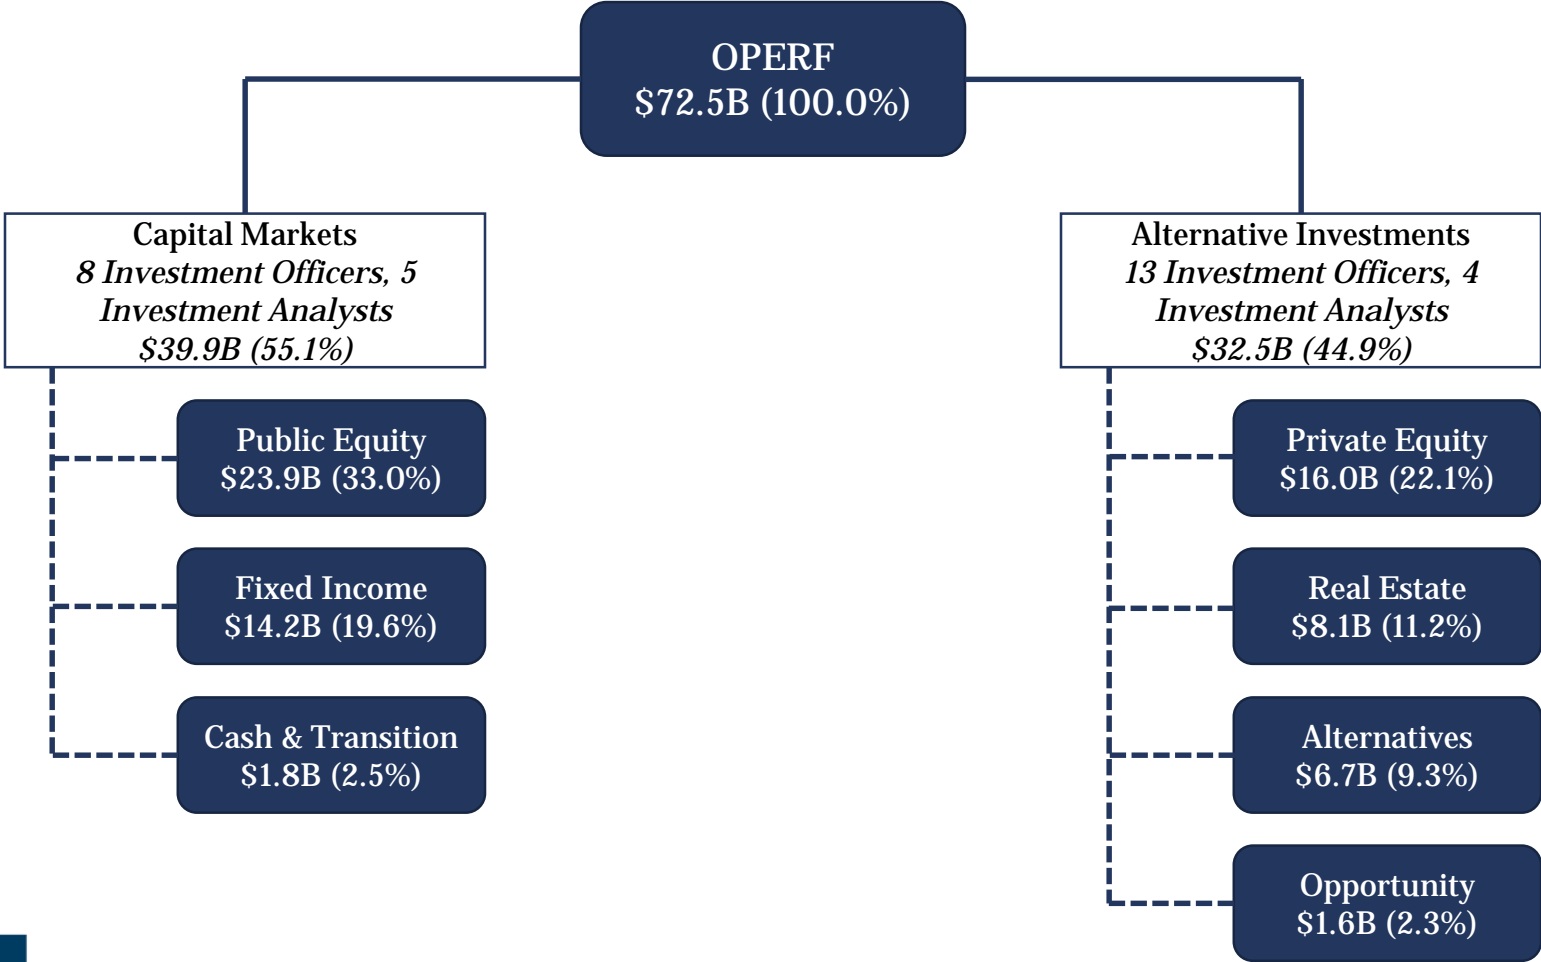 OPERF
$72.5B (100.0%)
Capital Markets
8 Investment Officers, 5
Investment Analysts
$39.9B (55.1%)
Public Equity
$23.9B (33.0%)
Fixed Income
$14.2B (19.6%)
Cash & Transition
$1.8B (2.5%)
Alternative Investments
13 Investment Officers, 4
Investment Analysts
$32.5B (44.9%)
Private Equity
$16.0B (22.1%)
Real Estate
$8.1B (11.2%)
Alternatives
$6.7B (9.3%)
Opportunity
$1.6B (2.3%)